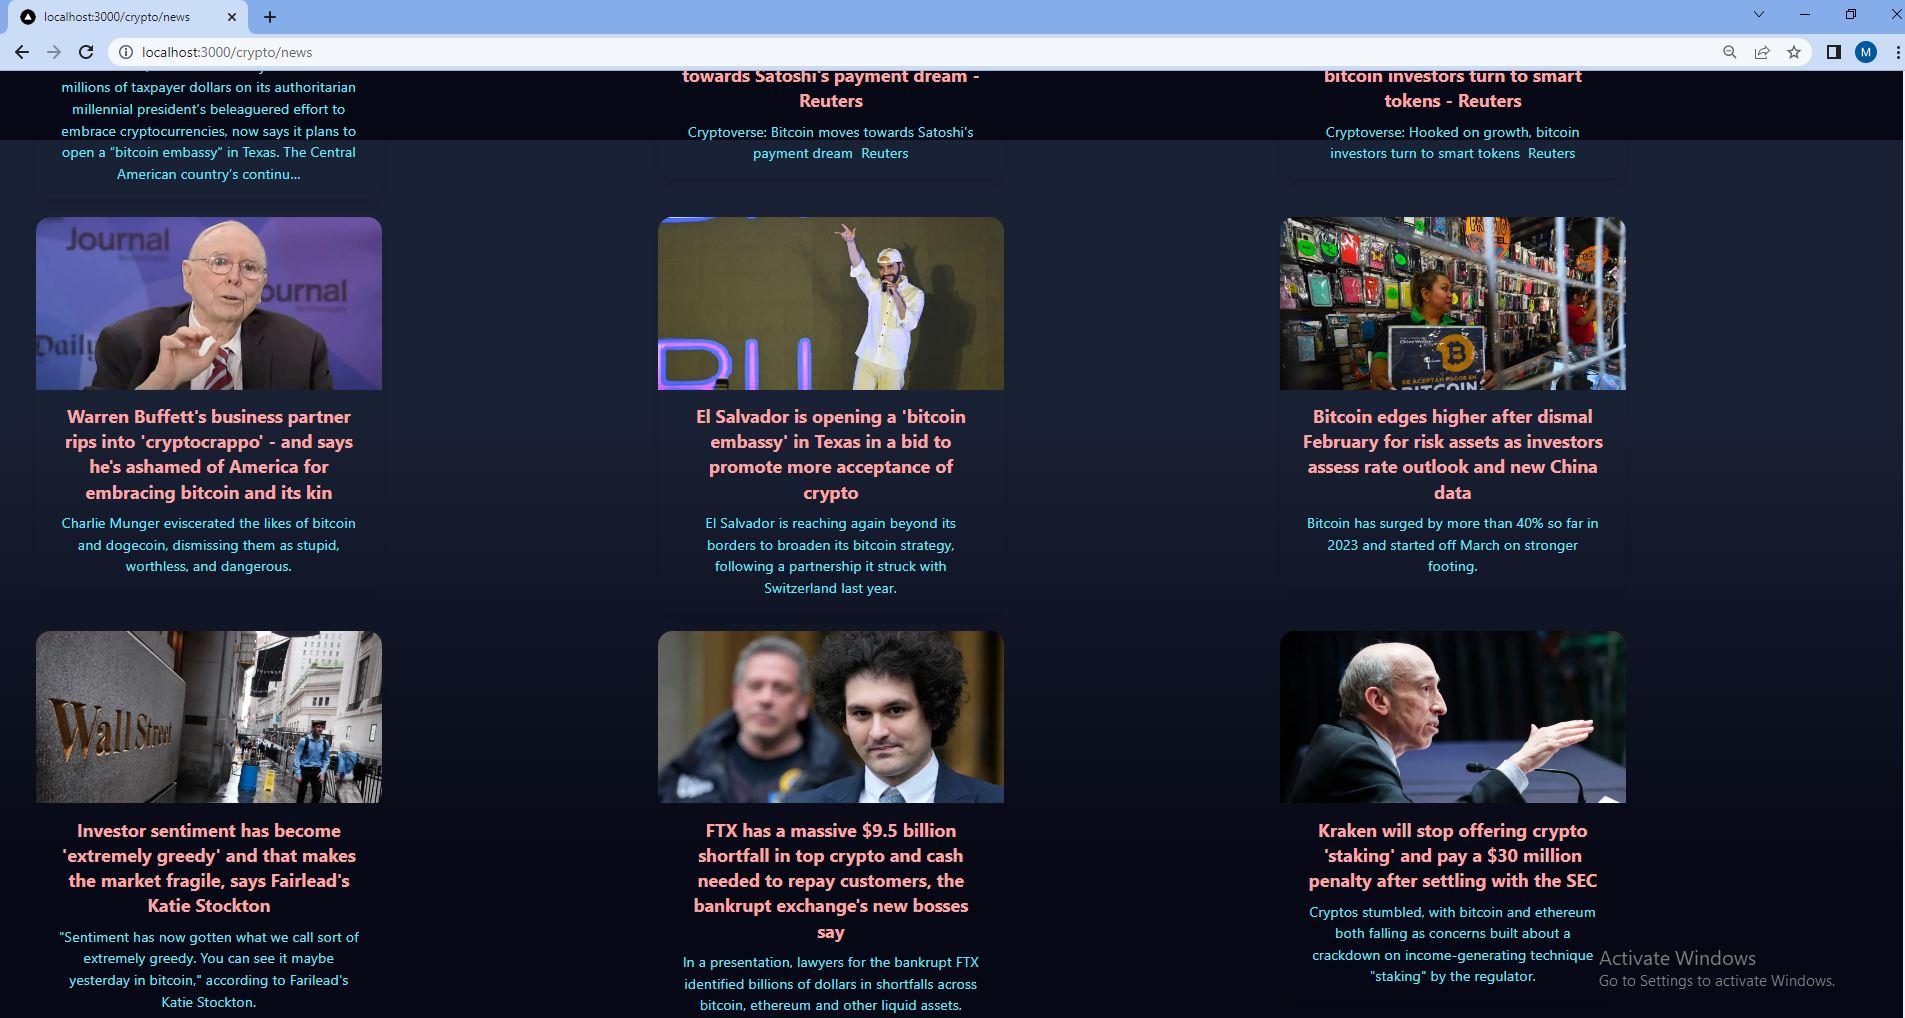 localhost:3000/crypto/news
localhost:3000/crypto/news
M
millions of taxpayer dollars on its authoritarian
millennial president's beleaguered effort to
embrace cryptocurrencies, now says it plans to
open a "bitcoin embassy" in Texas. The Central
American country's continu...
towards Satoshi's payment dream -
Reuters
Cryptoverse: Bitcoin moves towards Satoshi's
payment dream  Reuters
bitcoin investors turn to smart
tokens - Reuters
Cryptoverse: Hooked on growth, bitcoin
investors turn to smart tokens  Reuters
Journal
Journal
Daily
Warren Buffett's business partner
rips into 'cryptocrappo' - and says
he's ashamed of America for
embracing bitcoin and its kin
Charlie Munger eviscerated the likes of bitcoin
and dogecoin, dismissing them as stupid,
worthless, and dangerous.
El Salvador is opening a 'bitcoin
embassy' in Texas in a bid to
promote more acceptance of
crypto
El Salvador is reaching again beyond its
borders to broaden its bitcoin strategy,
following a partnership it struck with
Switzerland last year.
SE ACEPTAN PAGOS EN
BITCOIN
Bitcoin edges higher after dismal
February for risk assets as investors
assess rate outlook and new China
data
Bitcoin has surged by more than 40% so far in
2023 and started off March on stronger
footing.
Wall Street
Investor sentiment has become
'extremely greedy' and that makes
the market fragile, says Fairlead's
Katie Stockton
"Sentiment has now gotten what we call sort of
extremely greedy. You can see it maybe
yesterday in bitcoin," according to Farilead's
Katie Stockton.
FTX has a massive $9.5 billion
shortfall in top crypto and cash
needed to repay customers, the
bankrupt exchange's new bosses
say
In a presentation, lawyers for the bankrupt FTX
identified billions of dollars in shortfalls across
bitcoin, ethereum and other liquid assets.
Kraken will stop offering crypto
'staking' and pay a $30 million
penalty after settling with the SEC
Cryptos stumbled, with bitcoin and ethereum
both falling as concerns built about a
crackdown on income-generating technique
"staking" by the regulator.
Activate Windows
Go to Settings to activate Windows.